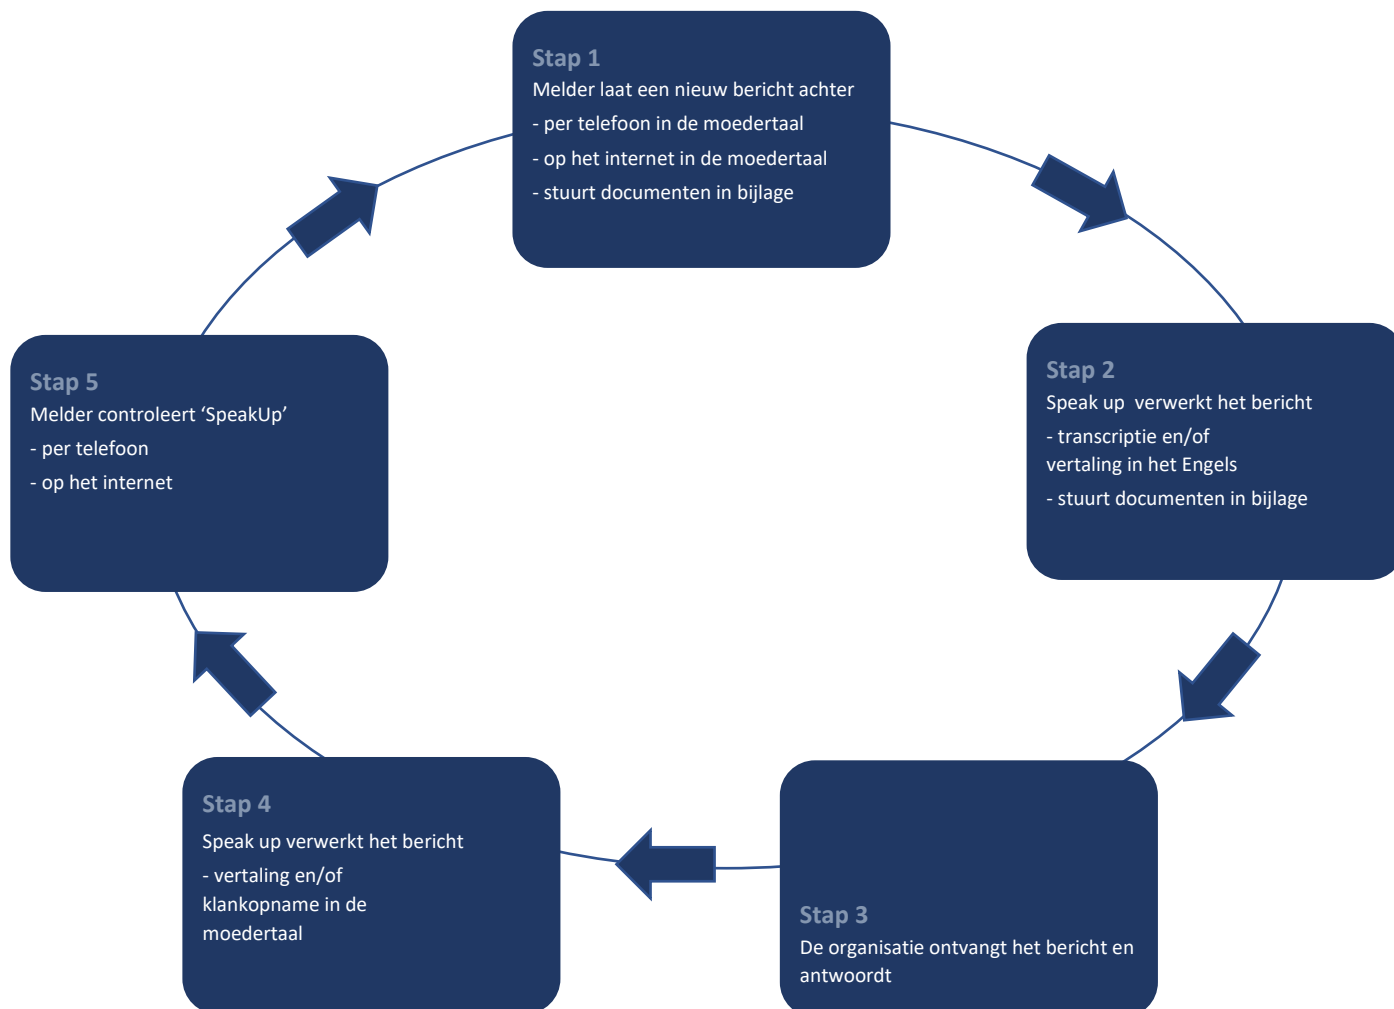 Stap 1
Melder laat een nieuw bericht achter
- per telefoon in de moedertaal
- op het internet in de moedertaal
- stuurt documenten in bijlage
Stap 2
Speak up  verwerkt het bericht
- transcriptie en/of
vertaling in het Engels
- stuurt documenten in bijlage
Stap 3
De organisatie ontvangt het bericht en
antwoordt
Stap 4
Speak up verwerkt het bericht
- vertaling en/of
klankopname in de
moedertaal
Stap 5
Melder controleert ‘SpeakUp’
- per telefoon
- op het internet